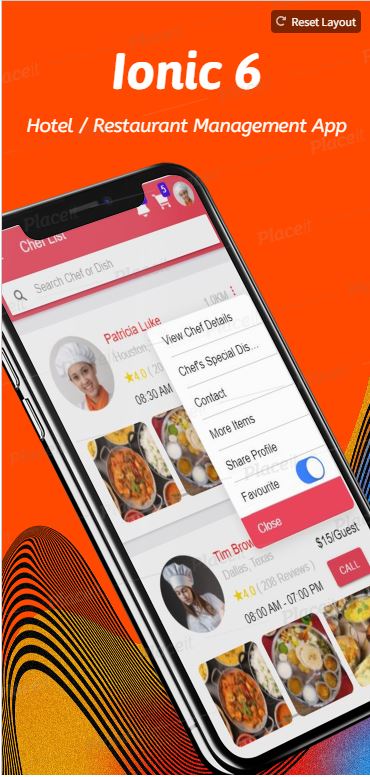 Reset Layout
Ionic 6
Hotel / Restaurant Management App
5
Chef List
Search Chef or Dish
Patricia Luke
1.0KM
Houston,
4.0 ( 20
08:30 AM
View Chef Details
Chef's Special Dis...
Contact
More Items
Share Profile
Favourite
Close
Tim Brow
$15/Guest
Dallas, Texas
4.0 ( 208 Reviews )
CALL
08:00 AM - 07:00 PM
Placeit